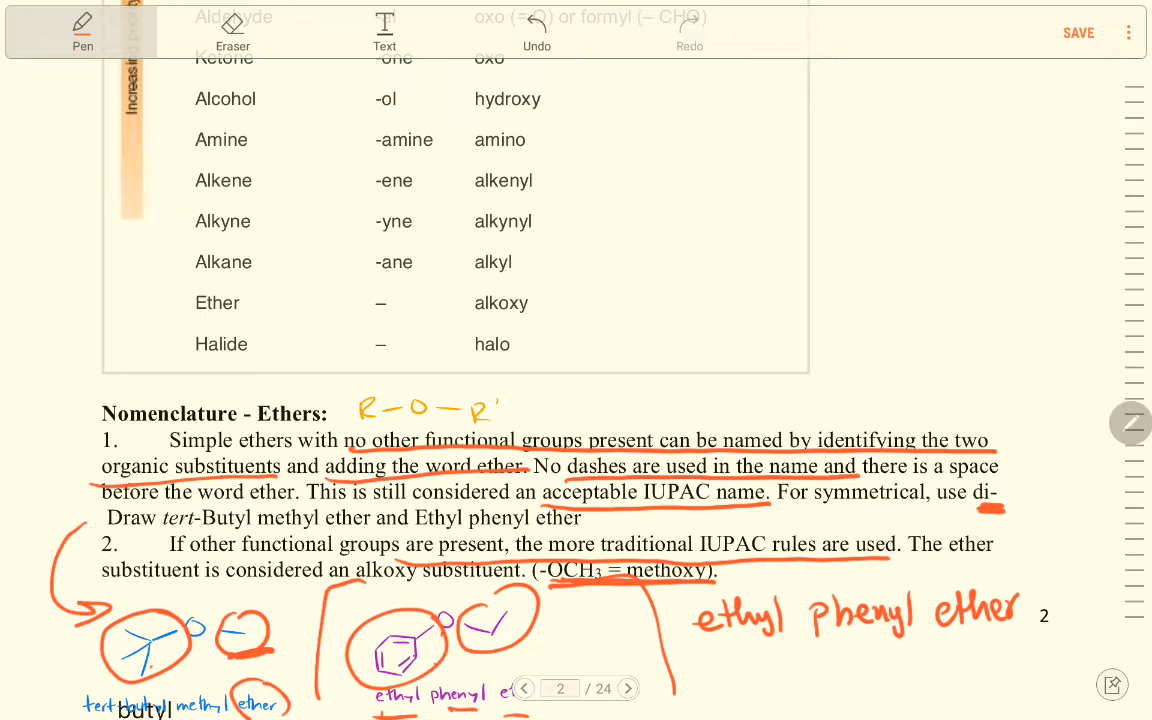 Aldehyde -al oxo (= O) or formyl (– CHO)
Pen Eraser Text Undo Redo SAVE
Ketone -one oxo
Increasing priority
Alcohol -ol hydroxy
Amine -amine amino
Alkene -ene alkenyl
Alkyne -yne alkynyl
Alkane -ane alkyl
Ether – alkoxy
Halide – halo
Nomenclature - Ethers: R – O – R'
1. Simple ethers with no other functional groups present can be named by identifying the two
organic substituents and adding the word ether. No dashes are used in the name and there is a space
before the word ether. This is still considered an acceptable IUPAC name. For symmetrical, use di-
Draw tert-Butyl methyl ether and Ethyl phenyl ether
2. If other functional groups are present, the more traditional IUPAC rules are used. The ether
substituent is considered an alkoxy substituent. (-OCH3 = methoxy).
ethyl phenyl ether 2
O O
ethyl phenyl et
2 / 24
tert-butyl methyl ether
butyl